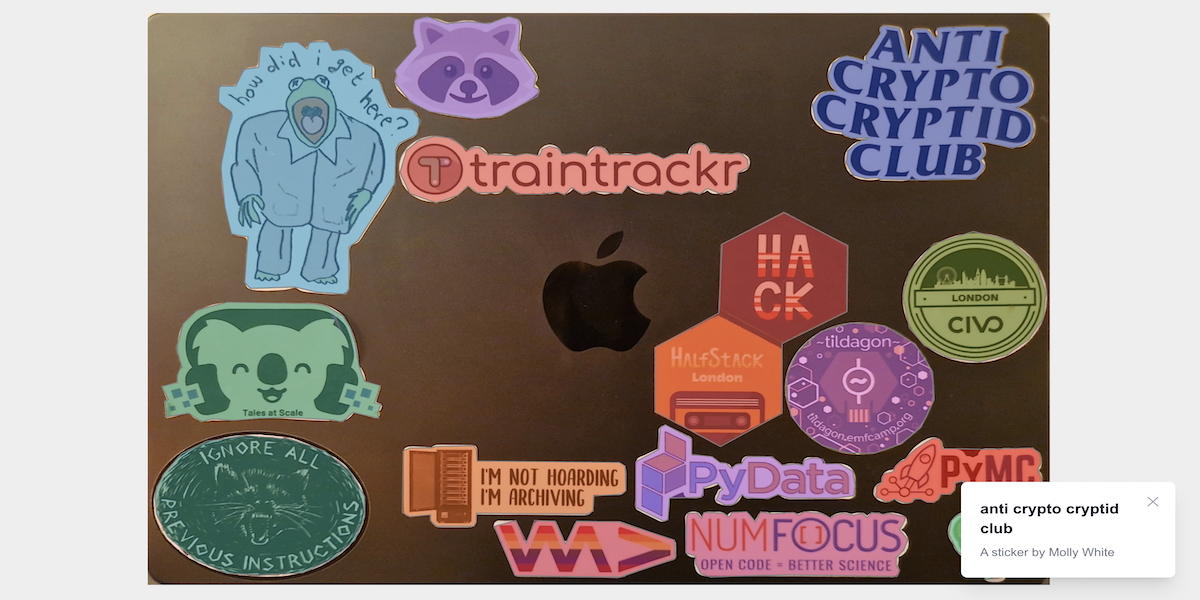 how did i get here?
ANTI
CRYPTO
CRYPTID
CLUB
traintrackr
HA
CK
LONDON
CIVO
HALFSTACK
London
~tildagon~
tildagon.emfcamp.org
Tales at Scale
IGNORE ALL
PREVIOUS INSTRUCTIONS
I'M NOT HOARDING
I'M ARCHIVING
PyData
PyMC
NUMFOCUS
OPEN CODE = BETTER SCIENCE
anti crypto cryptid
club
A sticker by Molly White